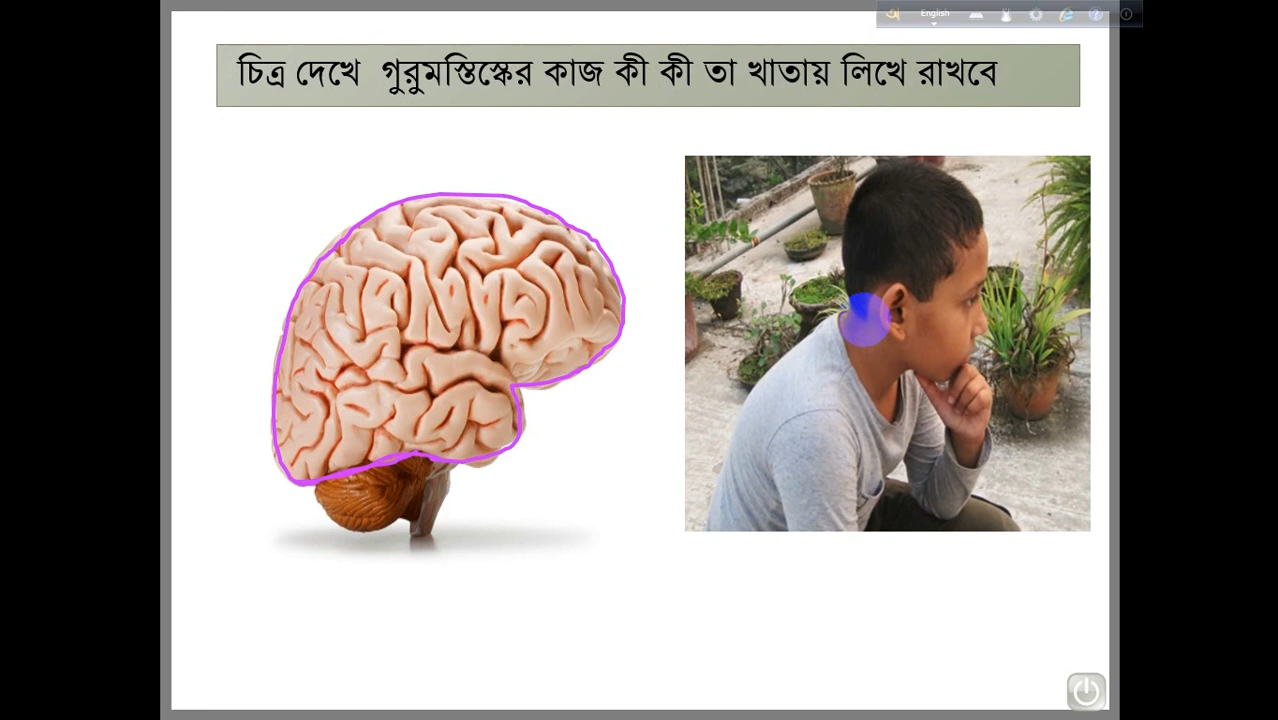 English
চিত্র দেখে গুরুমস্তিস্কের কাজ কী কী তা খাতায় লিখে রাখবে